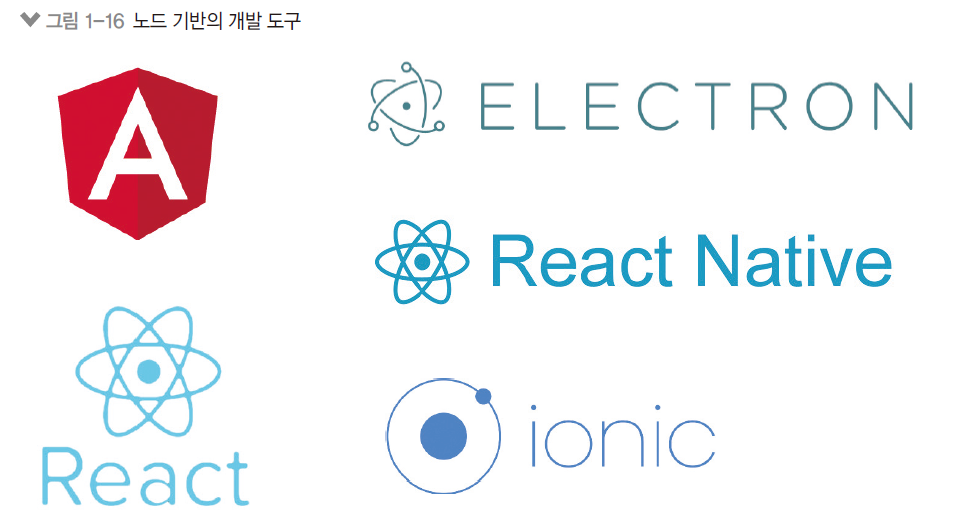 그림 1-16 노드 기반의 개발 도구
A
ELECTRON
React Native
React
ionic